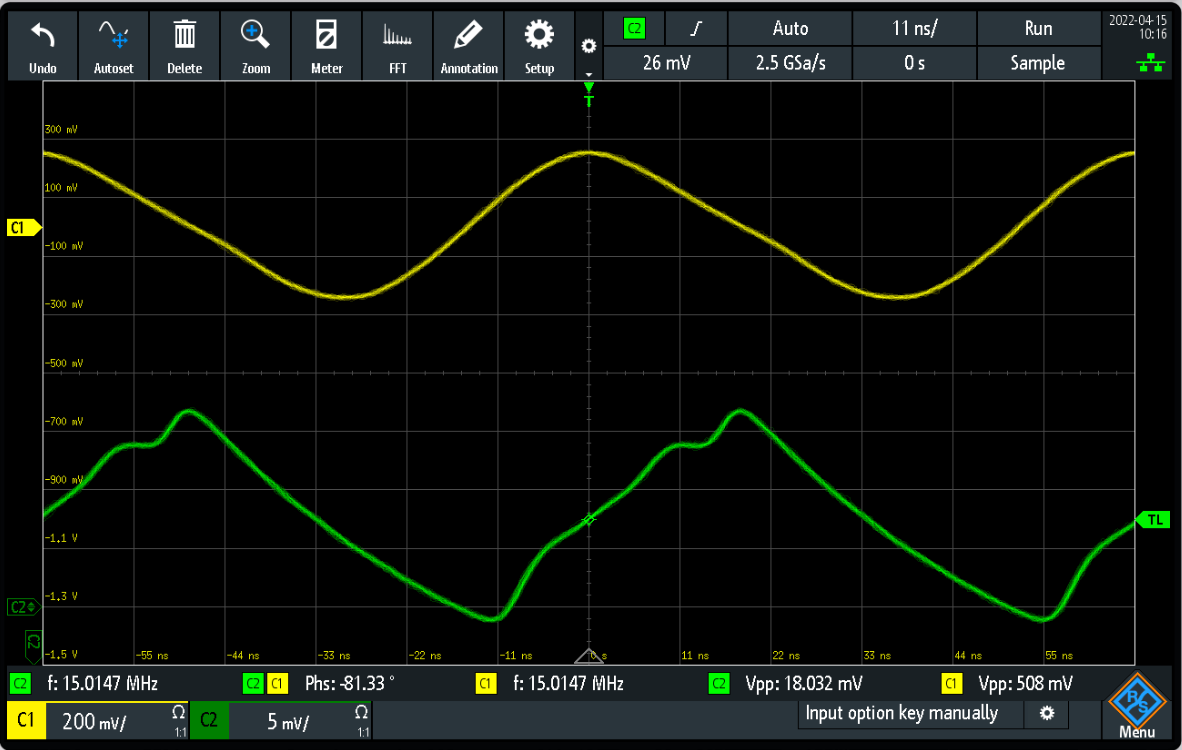 Undo
Autoset
Delete
Zoom
Meter
FFT
Annotation
Setup
C2
Auto
11 ns/
Run
26 mV
2.5 GSa/s
0 s
Sample
2022-04-15
10:16
T
300 mV
100 mV
C1
-100 mV
-300 mV
-500 mV
-700 mV
-900 mV
TL
-1,1 V
-1,3 V
C2
C2
-1.5 V
-55 ns
-44 ns
-33 ns
-22 ns
-11 ns
0 s
11 ns
22 ns
33 ns
44 ns
55 ns
C2 f: 15.0147 MHz
C2 C1 Phs: -81.33 °
C1 f: 15.0147 MHz
C2 Vpp: 18.032 mV
C1 Vpp: 508 mV
C1 200 mV/ Ω 1:1
C2 5 mV/ Ω 1:1
Input option key manually
R S
Menu